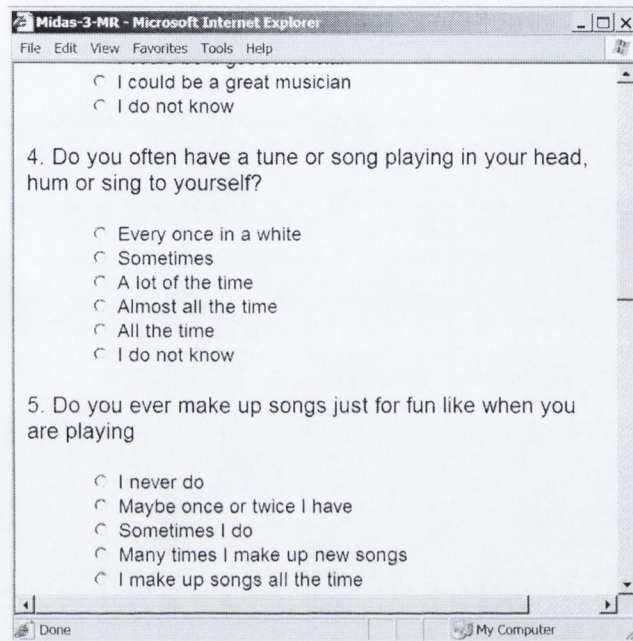 Midas-3-MR - Microsoft Internet Explorer
File Edit View Favorites Tools Help
I could be a great musician
I do not know
4. Do you often have a tune or song playing in your head,
hum or sing to yourself?
Every once in a white
Sometimes
A lot of the time
Almost all the time
All the time
I do not know
5. Do you ever make up songs just for fun like when you
are playing
I never do
Maybe once or twice I have
Sometimes I do
Many times I make up new songs
I make up songs all the time
Done
My Computer